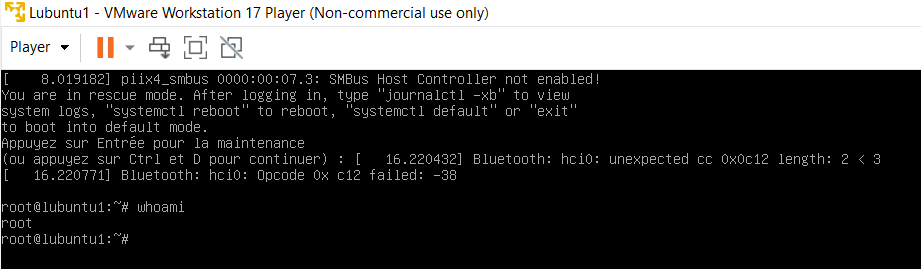 Lubuntu1 - VMware Workstation 17 Player (Non-commercial use only)
Player
[    8.019182] piix4_smbus 0000:00:07.3: SMBus Host Controller not enabled!
You are in rescue mode. After logging in, type "journalctl -xb" to view
system logs, "systemctl reboot" to reboot, "systemctl default" or "exit"
to boot into default mode.
Appuyez sur Entrée pour la maintenance
(ou appuyez sur Ctrl et D pour continuer) : [   16.220432] Bluetooth: hci0: unexpected cc 0x0c12 length: 2 < 3
[   16.220771] Bluetooth: hci0: Opcode 0x c12 failed: -38
root@lubuntu1:~# whoami
root
root@lubuntu1:~#